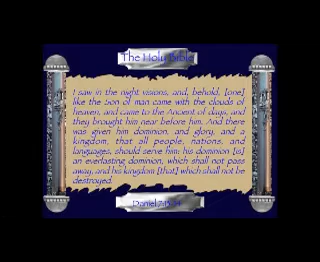 The Holy Bible
I saw in the night visions, and, behold, [one]
like the Son of man came with the clouds of
heaven, and came to the Ancient of days, and
they brought him near before him. And there
was given him dominion, and glory, and a
kingdom, that all people, nations, and
languages, should serve him: his dominion [is]
an everlasting dominion, which shall not pass
away, and his kingdom [that] which shall not be
destroyed.
Daniel 7:13-14